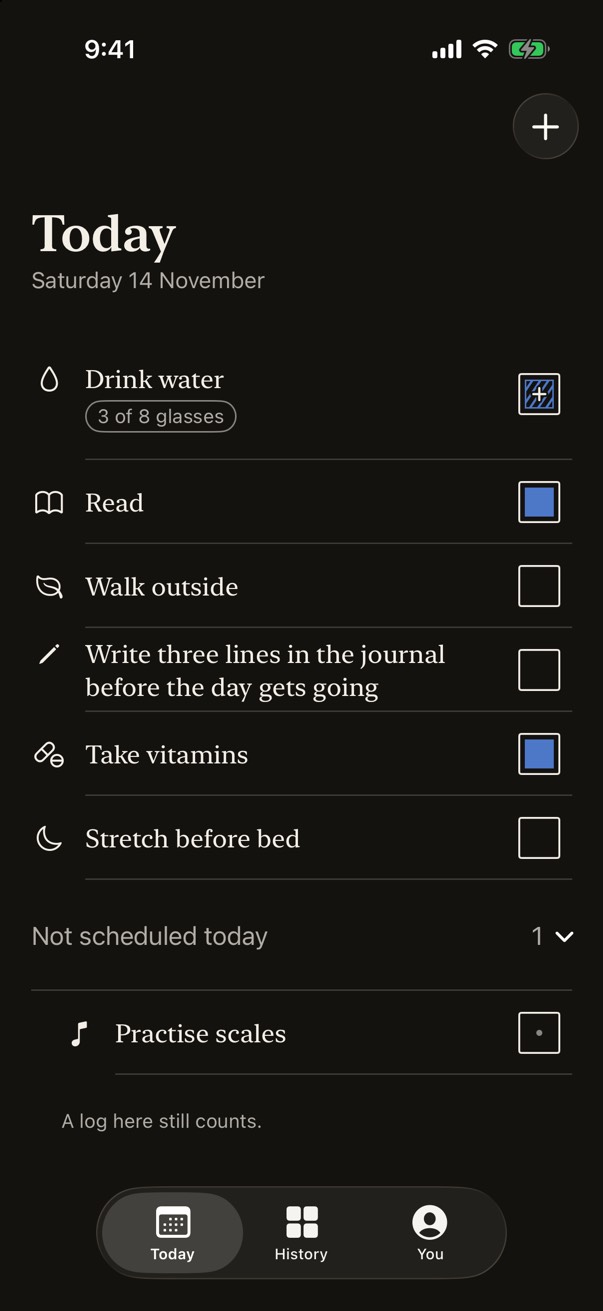 9:41
Today
Saturday 14 November
Drink water
3 of 8 glasses
Read
Walk outside
Write three lines in the journal
before the day gets going
Take vitamins
Stretch before bed
Not scheduled today 1
Practise scales
A log here still counts.
Today History You